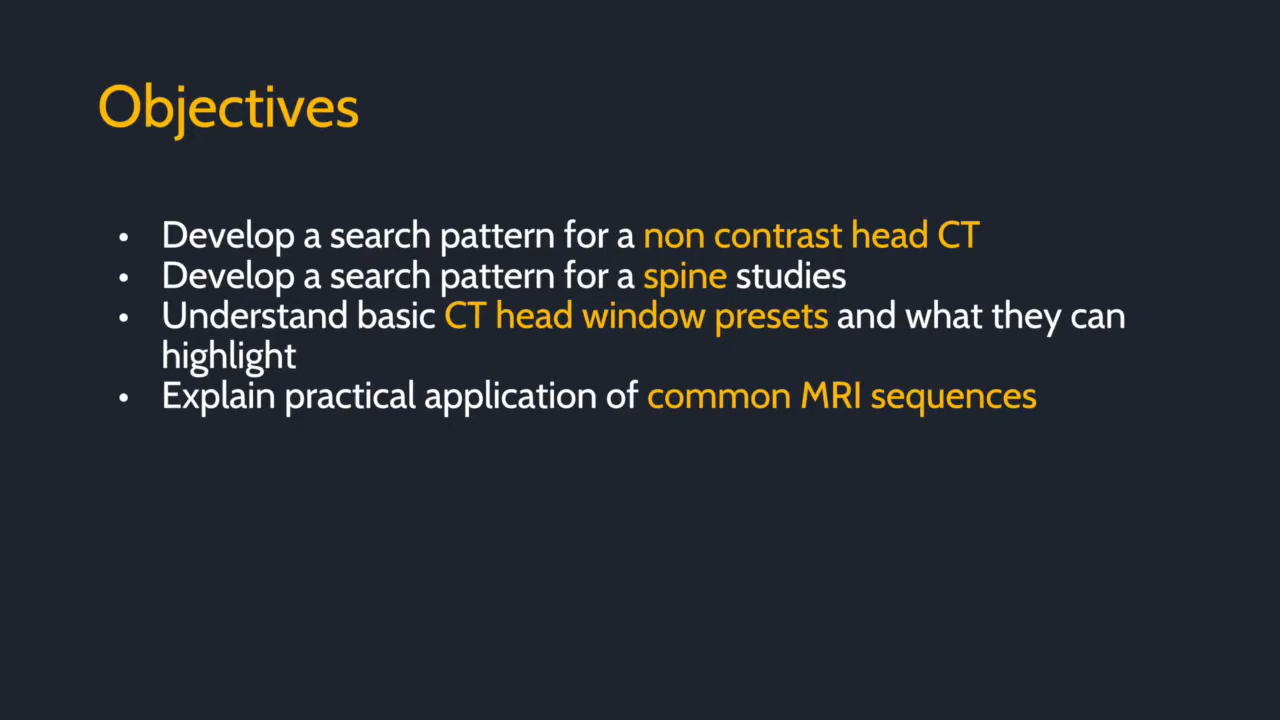 Objectives
• Develop a search pattern for a non contrast head CT
• Develop a search pattern for a spine studies
• Understand basic CT head window presets and what they can
highlight
• Explain practical application of common MRI sequences